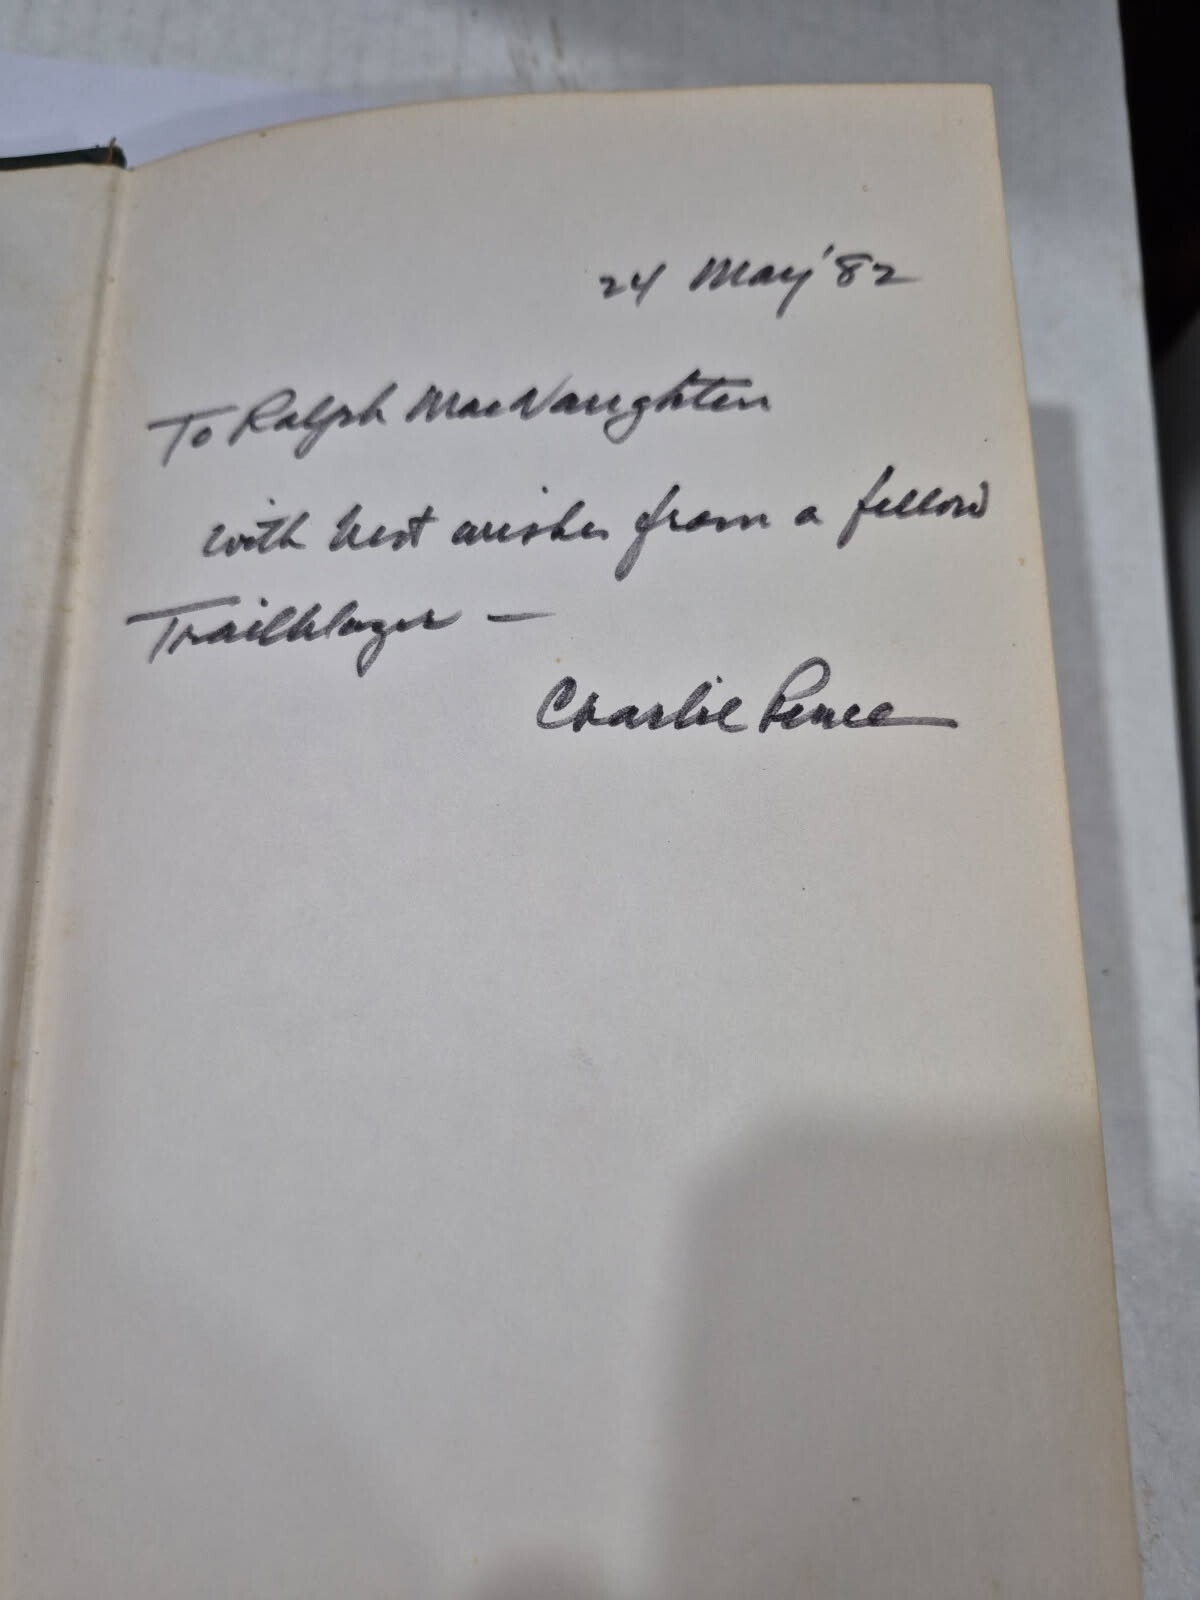 24 May '82
To Ralph MacNaughten
with best wishes from a fellow
Trailblazer —
Charlie Pence